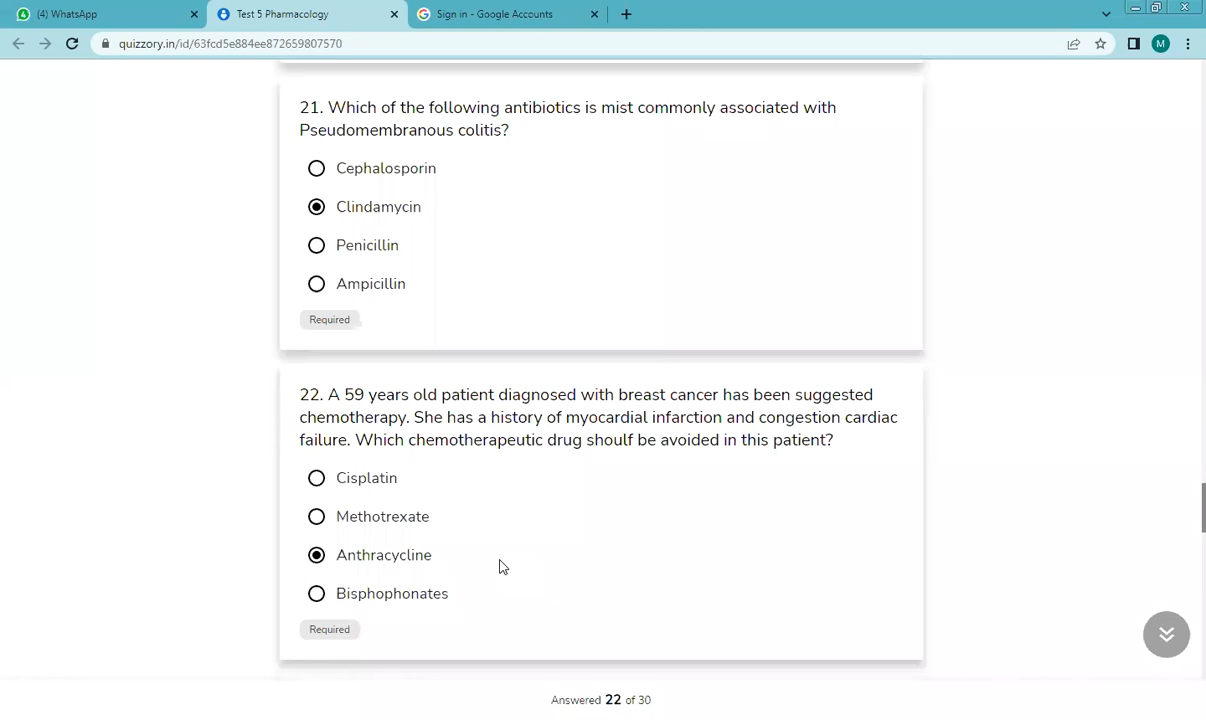 (4) WhatsApp
Test 5 Pharmacology
Sign in - Google Accounts
quizzory.in/id/63fcd5e884ee872659807570
M
21. Which of the following antibiotics is mist commonly associated with
Pseudomembranous colitis?
Cephalosporin
Clindamycin
Penicillin
Ampicillin
Required
22. A 59 years old patient diagnosed with breast cancer has been suggested
chemotherapy. She has a history of myocardial infarction and congestion cardiac
failure. Which chemotherapeutic drug shoulf be avoided in this patient?
Cisplatin
Methotrexate
Anthracycline
Bisphophonates
Required
Answered 22 of 30